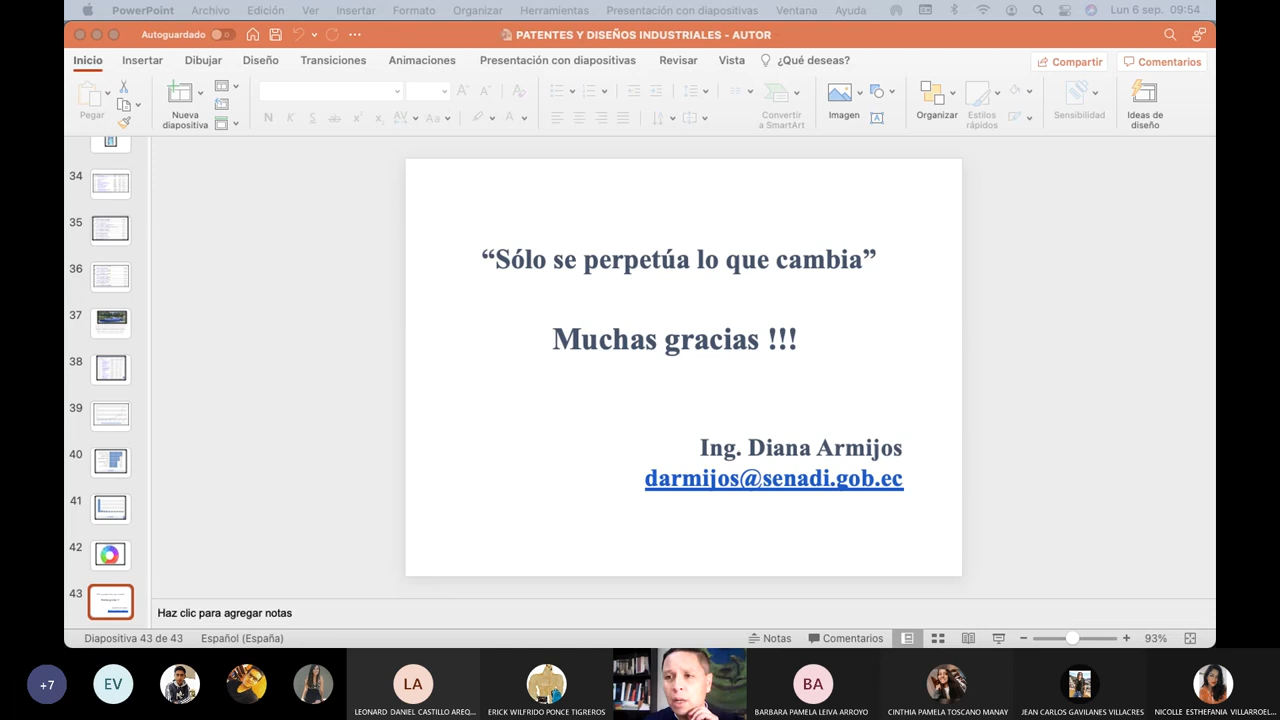 PowerPoint Archivo Edición Ver Insertar Formato Organizar Herramientas Presentación con diapositivas Ventana Ayuda Lun 6 sep. 09:54
Autoguardado PATENTES Y DISEÑOS INDUSTRIALES - AUTOR
Inicio Insertar Dibujar Diseño Transiciones Animaciones Presentación con diapositivas Revisar Vista ¿Qué deseas? Compartir Comentarios
Pegar
Nueva
diapositiva
N K S
Aa
A
Convertir
a SmartArt
Imagen
Organizar
Estilos
rápidos
Sensibilidad
Ideas de
diseño
34
35
36
37
38
39
40
41
42
43
“Sólo se perpetúa lo que cambia”
Muchas gracias !!!
Ing. Diana Armijos
darmijos@senadi.gob.ec
Haz clic para agregar notas
Diapositiva 43 de 43 Español (España) Notas Comentarios 93%
+7 EV LA BA
LEONARD DANIEL CASTILLO AREQ... ERICK WILFRIDO PONCE TIGREROS BARBARA PAMELA LEIVA ARROYO CINTHIA PAMELA TOSCANO MANAY JEAN CARLOS GAVILANES VILLACRES NICOLE ESTHEFANIA VILLARROEL...